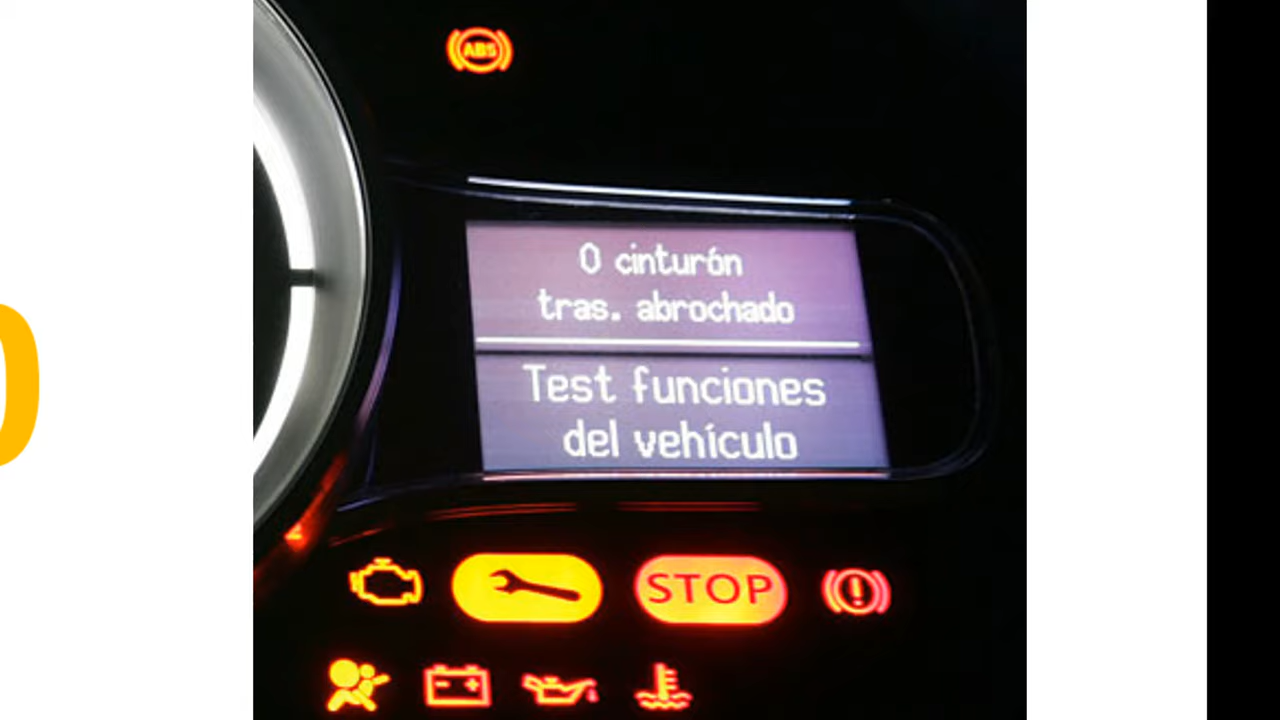 ABS
0 cinturón
tras. abrochado
Test funciones
del vehículo
STOP